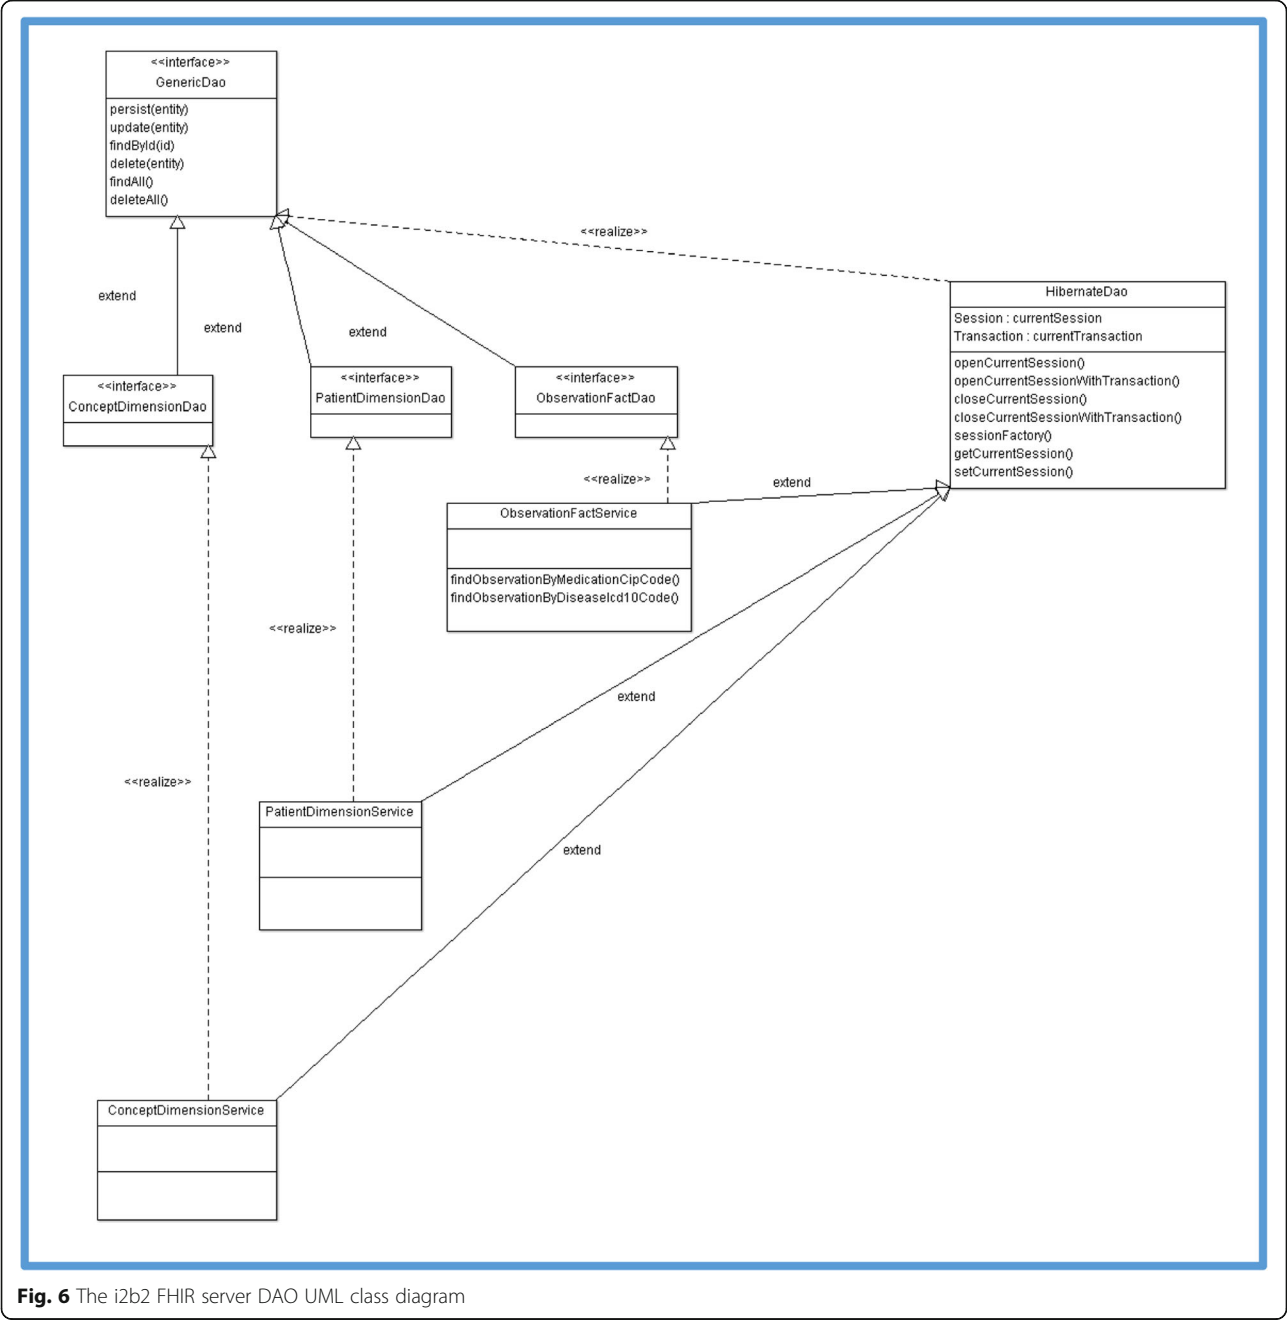 <<interface>>
GenericDao
persist(entity)
update(entity)
findById(id)
delete(entity)
findAll()
deleteAll()
<<realize>>
HibernateDao
Session : currentSession
Transaction : currentTransaction
openCurrentSession()
openCurrentSessionWithTransaction()
closeCurrentSession()
closeCurrentSessionWithTransaction()
sessionFactory()
getCurrentSession()
setCurrentSession()
extend
extend
extend
<<interface>>
ConceptDimensionDao
<<interface>>
PatientDimensionDao
<<interface>>
ObservationFactDao
<<realize>>
extend
ObservationFactService
findObservationByMedicationCipCode()
findObservationByDiseaseIcd10Code()
<<realize>>
extend
<<realize>>
PatientDimensionService
extend
ConceptDimensionService
Fig. 6 The i2b2 FHIR server DAO UML class diagram